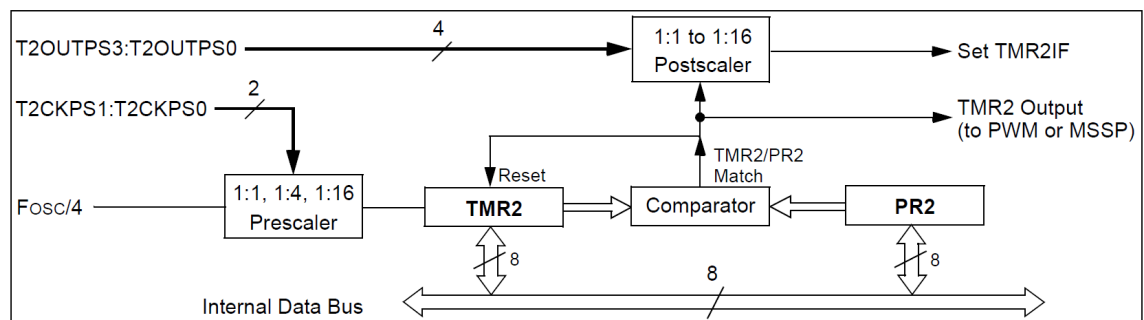 T2OUTPS3:T2OUTPS0
4
1:1 to 1:16
Postscaler
Set TMR2IF
T2CKPS1:T2CKPS0
2
TMR2 Output
(to PWM or MSSP)
Reset
TMR2/PR2
Match
FOSC/4
1:1, 1:4, 1:16
Prescaler
TMR2
Comparator
PR2
8
8
8
Internal Data Bus